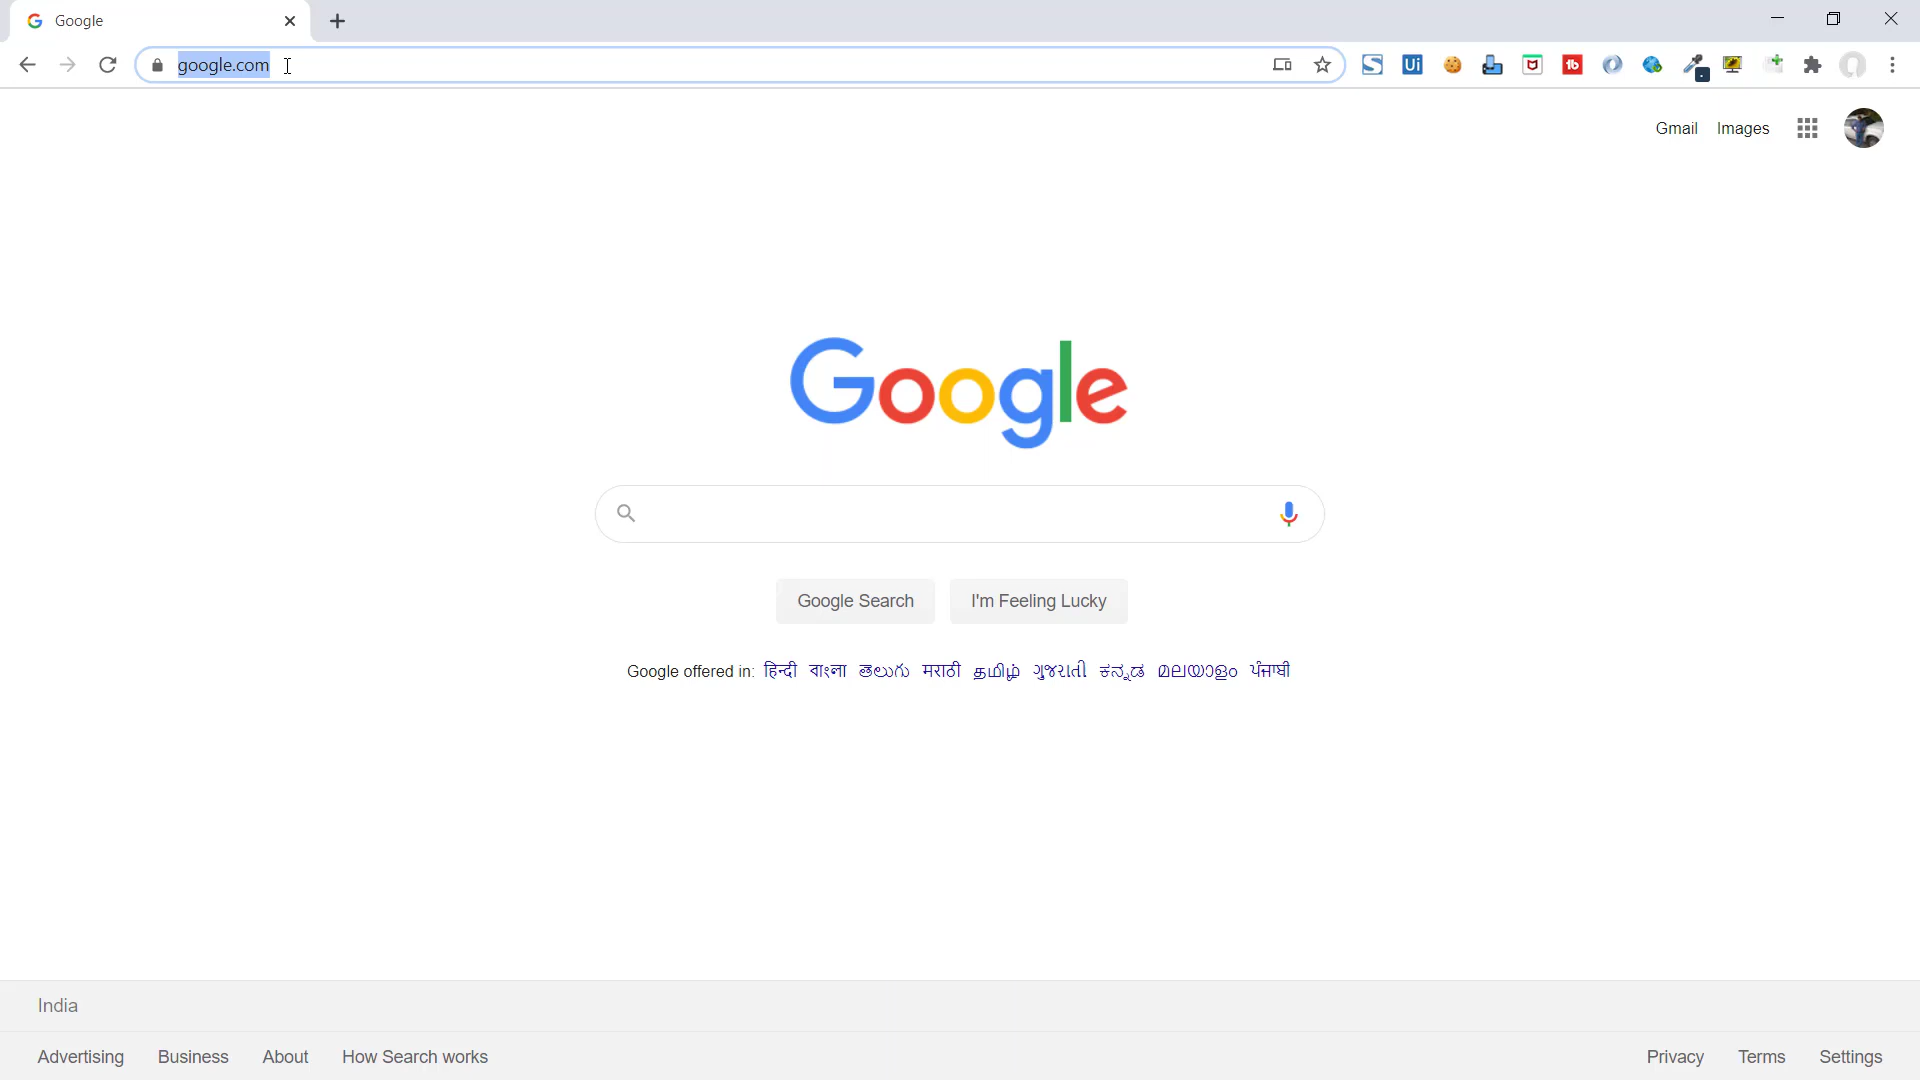 Google
google.com
Ui
Gmail Images
Google
Google Search I'm Feeling Lucky
Google offered in: हिन्दी বাংলা తెలుగు मराठी தமிழ் ગુજરાતી ಕನ್ನಡ മലയാളം ਪੰਜਾਬੀ
India
Advertising Business About How Search works Privacy Terms Settings